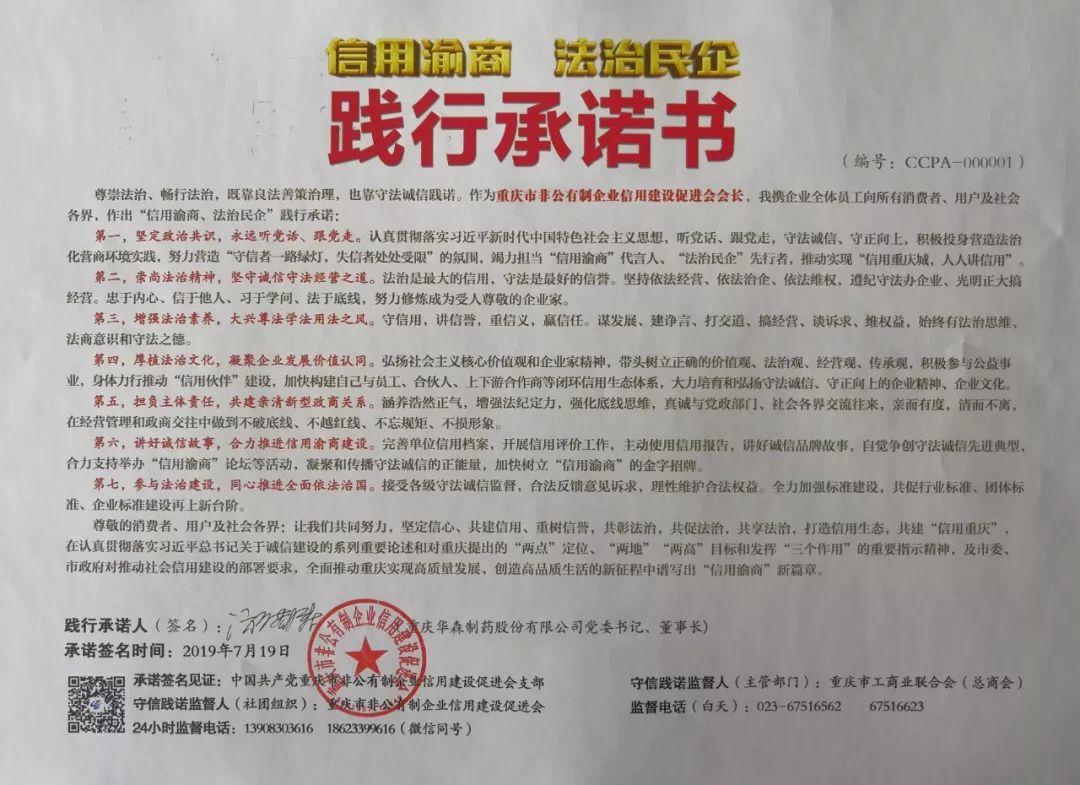 信用渝商 法治民企
践行承诺书
（编号：CCPA-000001）
尊崇法治、畅行法治，既靠良法善策治理，也靠守法诚信践诺。作为重庆市非公有制企业信用建设促进会会长，我携企业全体员工向所有消费者、用户及社会
各界，作出“信用渝商、法治民企”践行承诺：
第一，坚定政治共识，永远听党话、跟党走。认真贯彻落实习近平新时代中国特色社会主义思想，听党话、跟党走，守法诚信、守正向上，积极投身营造法治
化营商环境实践，努力营造“守信者一路绿灯，失信者处处受限”的氛围，竭力担当“信用渝商”代言人、“法治民企”先行者，推动实现“信用重庆城，人人讲信用”。
第二，崇尚法治精神，坚守诚信守法经营之道。法治是最大的信用，守法是最好的信誉。坚持依法经营、依法治企、依法维权，遵纪守法办企业、光明正大搞
经营。忠于内心、信于他人、习于学问、法于底线，努力修炼成为受人尊敬的企业家。
第三，增强法治素养，大兴尊法学法用法之风。守信用，讲信誉，重信义，赢信任。谋发展、建诤言、打交道、搞经营、谈诉求、维权益，始终有法治思维、
法商意识和守法之德。
第四，厚植法治文化，凝聚企业发展价值认同。弘扬社会主义核心价值观和企业家精神，带头树立正确的价值观、法治观、经营观、传承观，积极参与公益事
业，身体力行推动“信用伙伴”建设，加快构建自己与员工、合伙人、上下游合作商等闭环信用生态体系，大力培育和弘扬守法诚信、守正向上的企业精神、企业文化。
第五，担负主体责任，共建亲清新型政商关系。涵养浩然正气，增强法纪定力，强化底线思维，真诚与党政部门、社会各界交流往来，亲而有度，清而不离，
在经营管理和政商交往中做到不破底线、不越红线、不忘规矩、不损形象。
第六，讲好诚信故事，合力推进信用渝商建设。完善单位信用档案，开展信用评价工作，主动使用信用报告，讲好诚信品牌故事，自觉争创守法诚信先进典型，
合力支持举办“信用渝商”论坛等活动，凝聚和传播守法诚信的正能量，加快树立“信用渝商”的金字招牌。
第七，参与法治建设，同心推进全面依法治国。接受各级守法诚信监督，合法反馈意见诉求，理性维护合法权益。全力加强标准建设，共促行业标准、团体标
准、企业标准建设再上新台阶。
尊敬的消费者、用户及社会各界：让我们共同努力，坚定信心、共建信用、重树信誉，共彰法治，共促法治，共享法治，打造信用生态，共建“信用重庆”，
在认真贯彻落实习近平总书记关于诚信建设的系列重要论述和对重庆提出的“两点”定位、“两地”“两高”目标和发挥“三个作用”的重要指示精神，及市委、
市政府对推动社会信用建设的部署要求，全面推动重庆实现高质量发展、创造高品质生活的新征程中谱写出“信用渝商”新篇章。
践行承诺人（签名）：重庆华森制药股份有限公司党委书记、董事长）
承诺签名时间：2019年7月19日
重庆市非公有制企业信用建设促进会
承诺签名见证：中国共产党重庆市非公有制企业信用建设促进会支部
守信践诺监督人（社团组织）：重庆市非公有制企业信用建设促进会
24小时监督电话：13908303616 18623399616（微信同号）
守信践诺监督人（主管部门）：重庆市工商业联合会（总商会）
监督电话（白天）：023-67516562 67516623